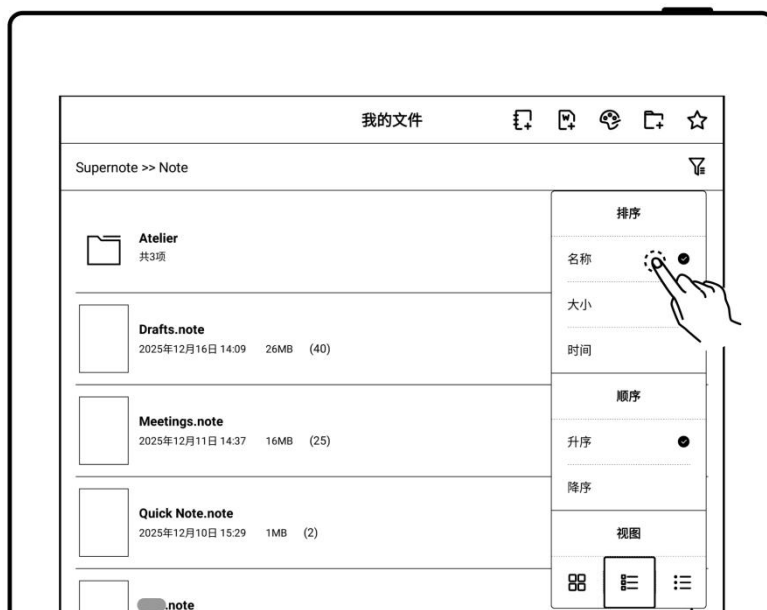 我的文件
Supernote >> Note
排序
Atelier
共3项
名称
大小
Drafts.note
2025年12月16日 14:09 26MB (40)
时间
顺序
Meetings.note
2025年12月11日 14:37 16MB (25)
升序
降序
Quick Note.note
2025年12月10日 15:29 1MB (2)
视图
.note